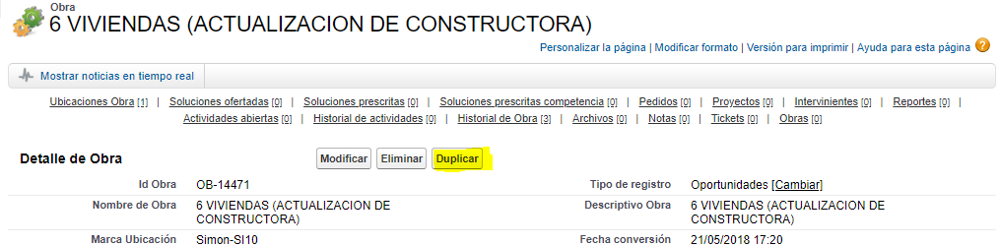 Obra
6 VIVIENDAS (ACTUALIZACION DE CONSTRUCTORA)
Personalizar la página | Modificar formato | Versión para imprimir | Ayuda para esta página ?
Mostrar noticias en tiempo real
Ubicaciones Obra [1] | Soluciones ofertadas [0] | Soluciones prescritas [0] | Soluciones prescritas competencia [0] | Pedidos [0] | Proyectos [0] | Intervinientes [0] | Reportes [0] |
Actividades abiertas [0] | Historial de actividades [0] | Historial de Obra [3] | Archivos [0] | Notas [0] | Tickets [0] | Obras [0]
Detalle de Obra Modificar Eliminar Duplicar
Id Obra OB-14471 Tipo de registro Oportunidades [Cambiar]
Nombre de Obra 6 VIVIENDAS (ACTUALIZACION DE Descriptivo Obra 6 VIVIENDAS (ACTUALIZACION DE
CONSTRUCTORA) CONSTRUCTORA)
Marca Ubicación Simon-SI10 Fecha conversión 21/05/2018 17:20